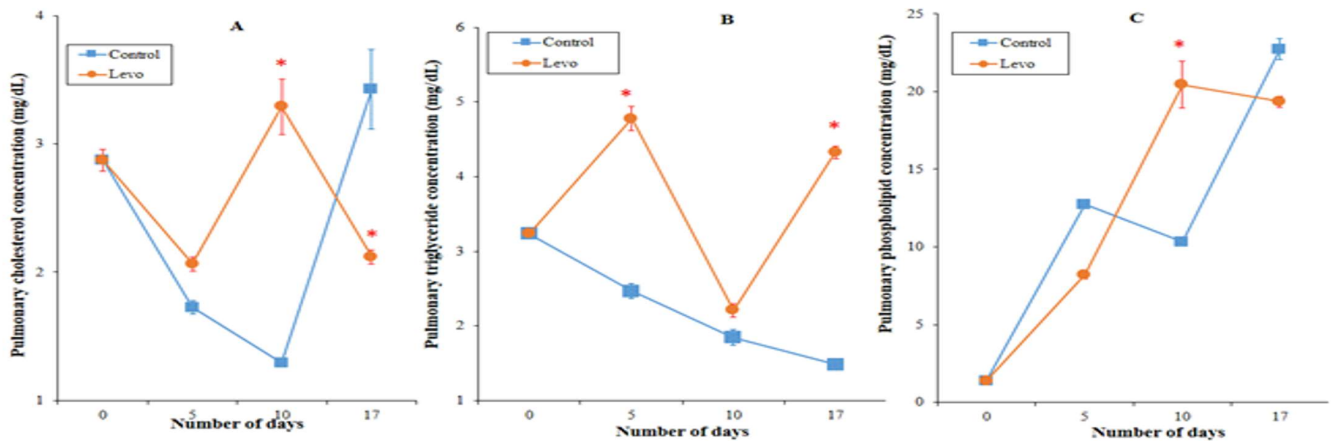 A
Pulmonary cholesterol concentration (mg/dL)
4
3
2
1
Control
Levo
*
*
0 5 10 17
Number of days
B
Pulmonary triglyceride concentration (mg/dL)
6
5
4
3
2
1
Control
Levo
*
*
0 5 10 17
Number of days
C
Pulmonary phospholipid concentration (mg/dL)
25
20
15
10
5
0
Control
Levo
*
0 5 10 17
Number of days